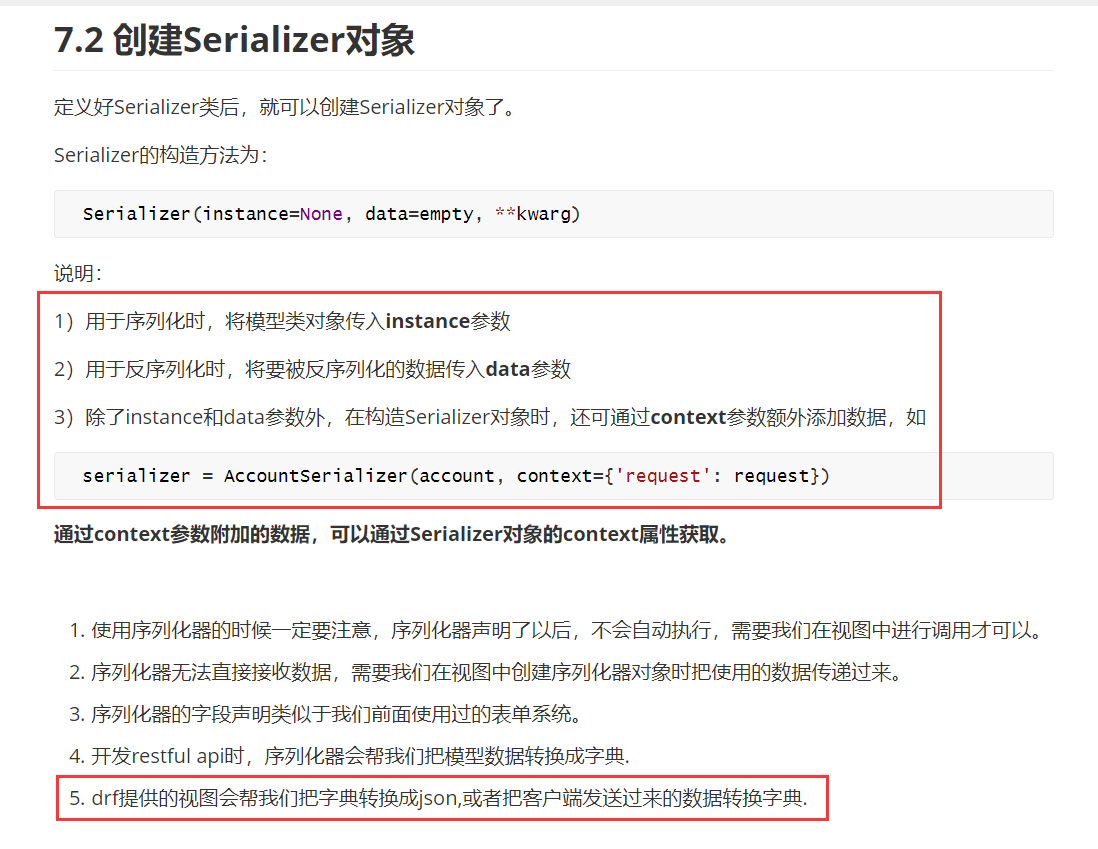 7.2 创建Serializer对象
定义好Serializer类后，就可以创建Serializer对象了。
Serializer的构造方法为：
Serializer(instance=None, data=empty, **kwarg)
说明：
1）用于序列化时，将模型类对象传入instance参数
2）用于反序列化时，将要被反序列化的数据传入data参数
3）除了instance和data参数外，在构造Serializer对象时，还可通过context参数额外添加数据，如
serializer = AccountSerializer(account, context={'request': request})
通过context参数附加的数据，可以通过Serializer对象的context属性获取。
1. 使用序列化器的时候一定要注意，序列化器声明了以后，不会自动执行，需要我们在视图中进行调用才可以。
2. 序列化器无法直接接收数据，需要我们在视图中创建序列化器对象时把使用的数据传递过来。
3. 序列化器的字段声明类似于我们前面使用过的表单系统。
4. 开发restful api时，序列化器会帮我们把模型数据转换成字典.
5. drf提供的视图会帮我们把字典转换成json,或者把客户端发送过来的数据转换字典.